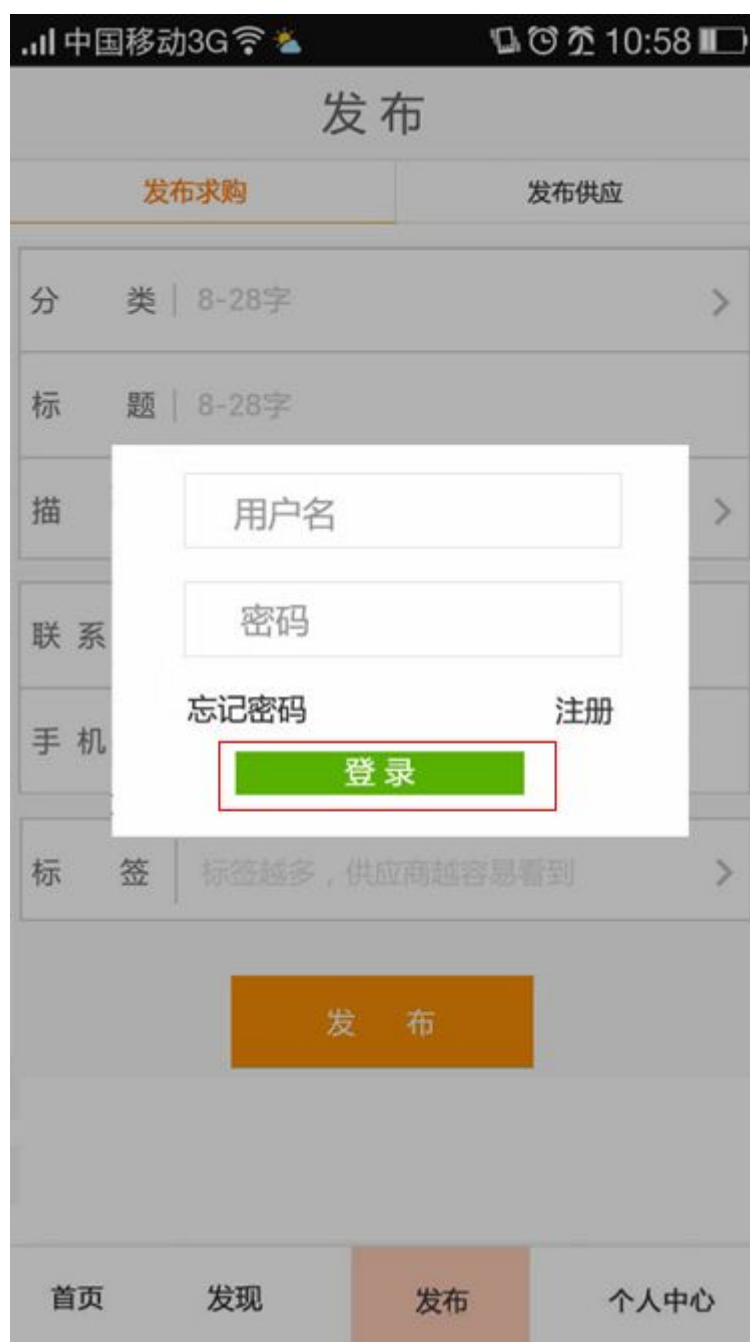 中国移动3G 10:58
发布
发布求购 发布供应
分 类 8-28字
标 题 8-28字
描
用户名
密码
联系
忘记密码 注册
手机
登录
标 签 标签越多，供应商越容易看到
发 布
首页 发现 发布 个人中心